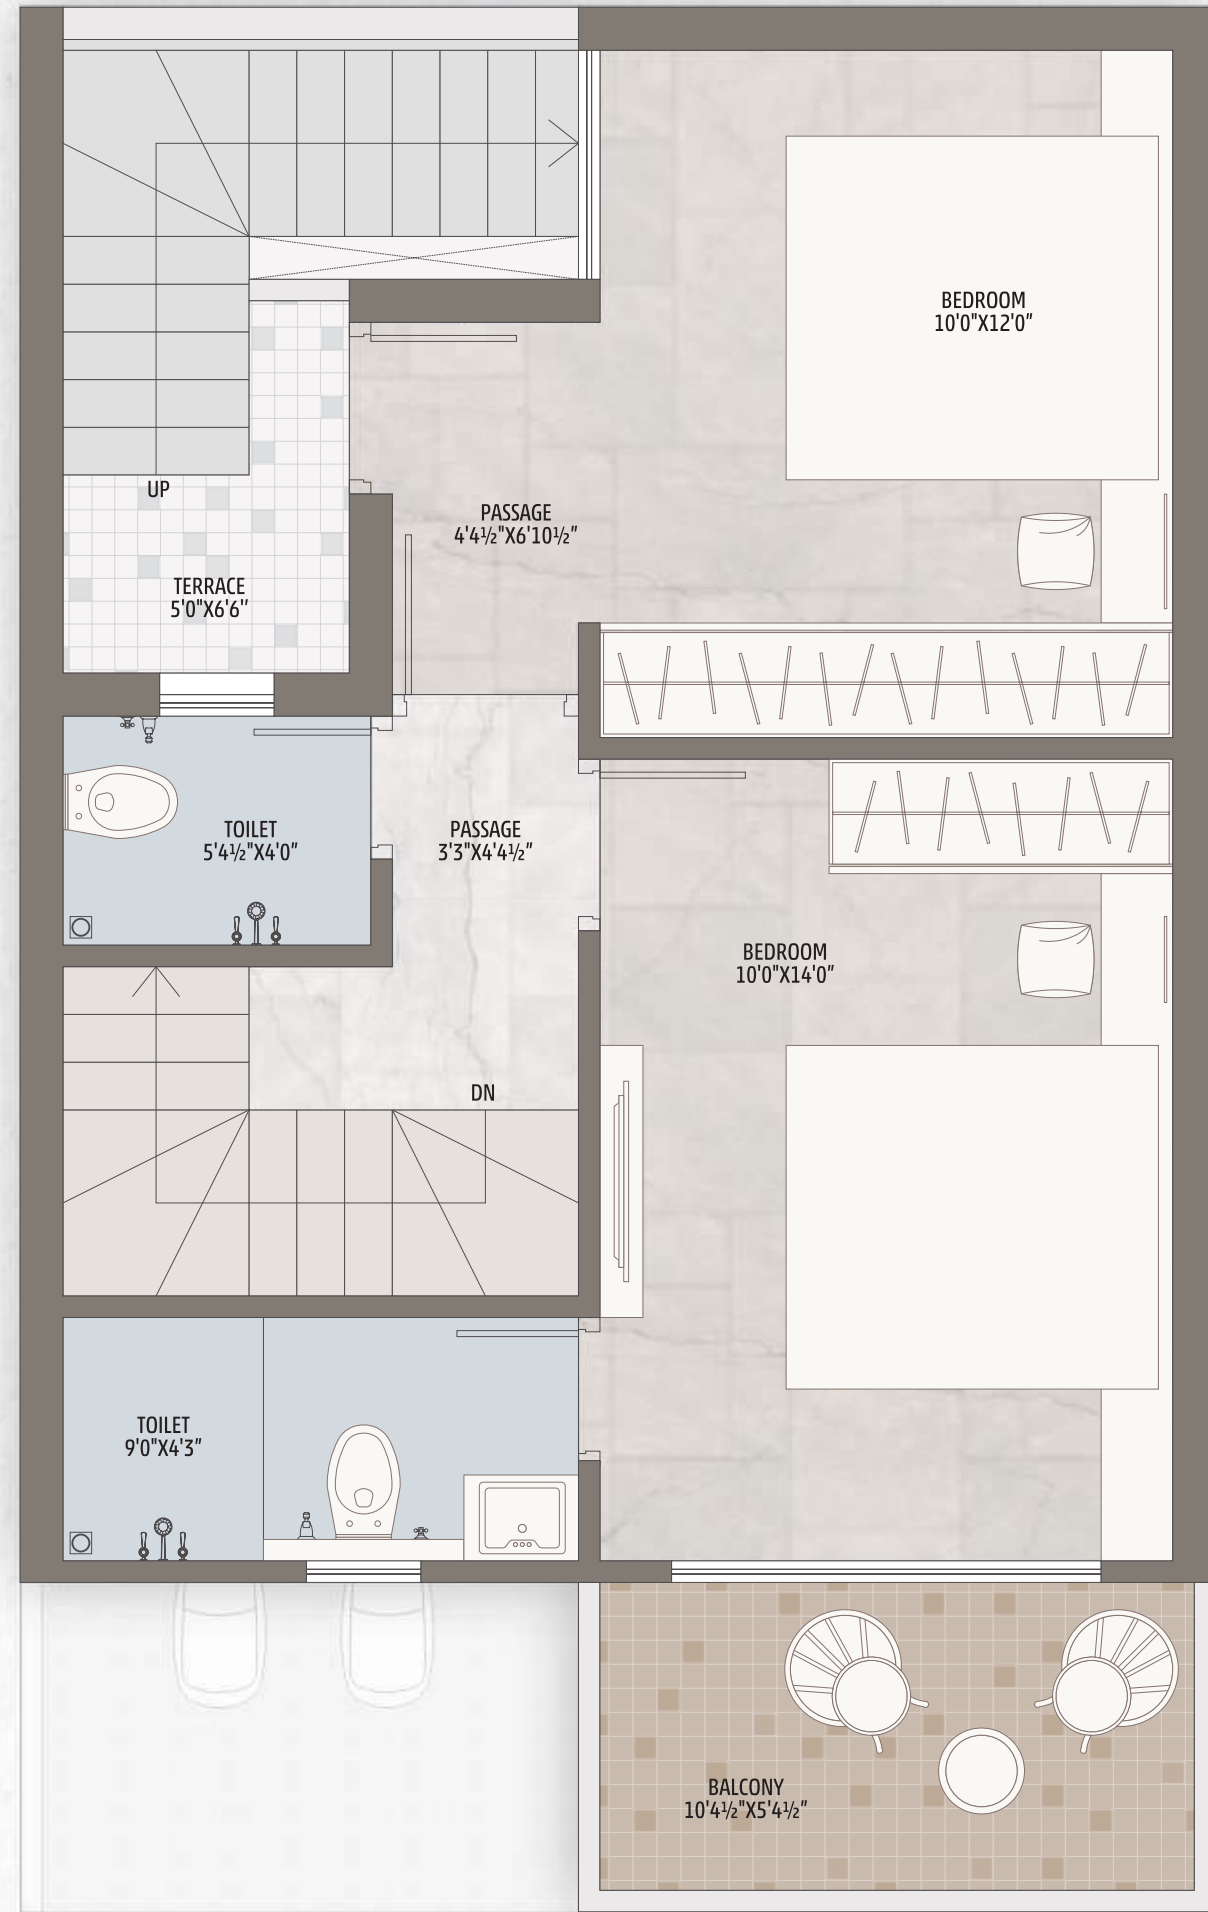 BEDROOM
10'0"X12'0"
UP
PASSAGE
4'4½"X6'10½"
TERRACE
5'0"X6'6"
TOILET
5'4½"X4'0"
PASSAGE
3'3"X4'4½"
BEDROOM
10'0"X14'0"
DN
TOILET
9'0"X4'3"
BALCONY
10'4½"X5'4½"